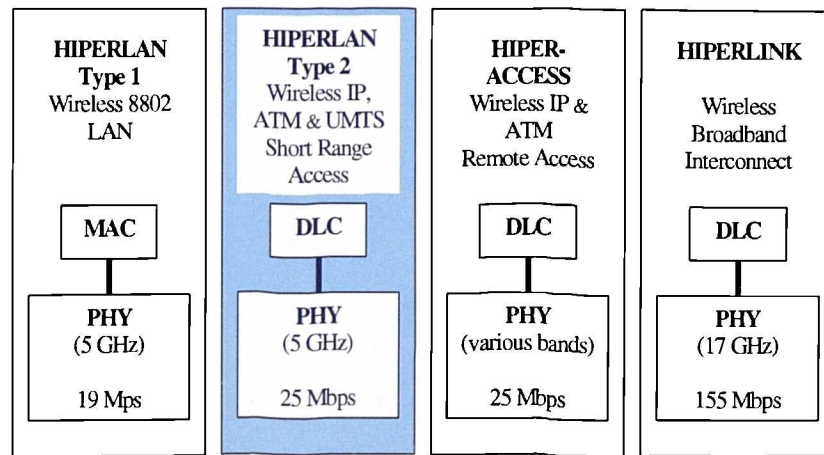 HIPERLAN
Type 1
Wireless 8802
LAN
MAC
PHY
(5 GHz)
19 Mps
HIPERLAN
Type 2
Wireless IP,
ATM & UMTS
Short Range
Access
DLC
PHY
(5 GHz)
25 Mbps
HIPER-
ACCESS
Wireless IP &
ATM
Remote Access
DLC
PHY
(various bands)
25 Mbps
HIPERLINK
Wireless
Broadband
Interconnect
DLC
PHY
(17 GHz)
155 Mbps